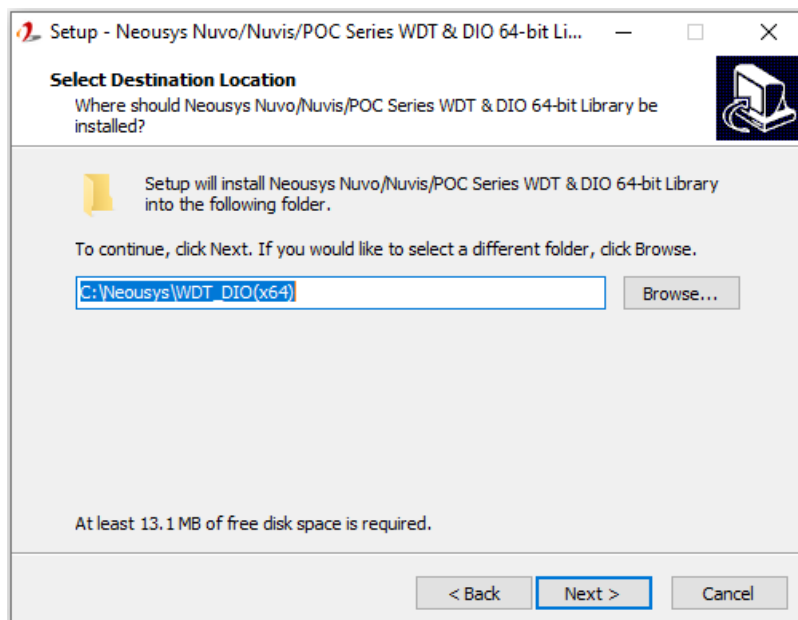 Setup - Neousys Nuvo/Nuvis/POC Series WDT & DIO 64-bit Li...
Select Destination Location
Where should Neousys Nuvo/Nuvis/POC Series WDT & DIO 64-bit Library be
installed?
Setup will install Neousys Nuvo/Nuvis/POC Series WDT & DIO 64-bit Library
into the following folder.
To continue, click Next. If you would like to select a different folder, click Browse.
C:\Neousys\WDT_DIO(x64)
Browse...
At least 13.1 MB of free disk space is required.
< Back
Next >
Cancel